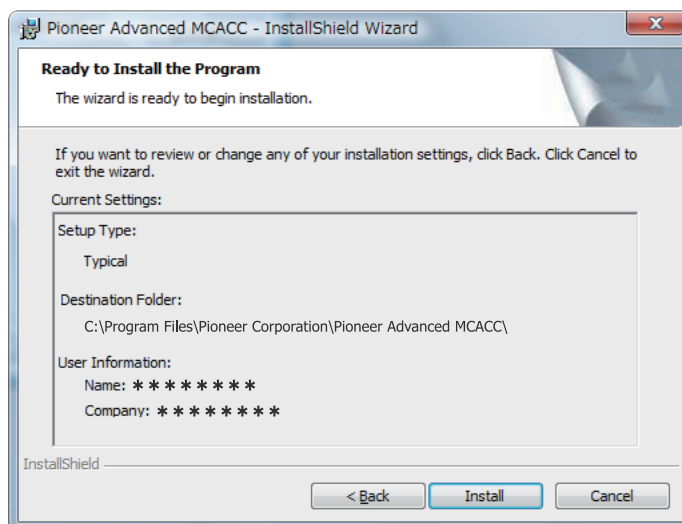 Pioneer Advanced MCACC - InstallShield Wizard
Ready to Install the Program
The wizard is ready to begin installation.
If you want to review or change any of your installation settings, click Back. Click Cancel to
exit the wizard.
Current Settings:
Setup Type:
Typical
Destination Folder:
C:\Program Files\Pioneer Corporation\Pioneer Advanced MCACC\
User Information:
Name: ********
Company: ********
InstallShield
< Back Install Cancel